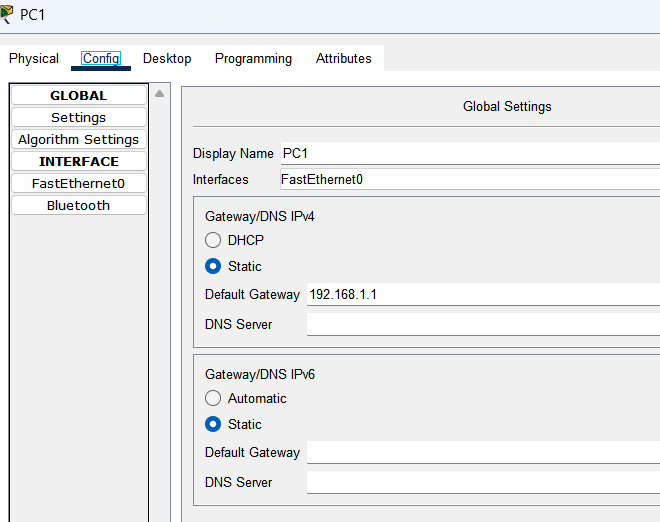 PC1
Physical Config Desktop Programming Attributes
GLOBAL
Settings
Algorithm Settings
INTERFACE
FastEthernet0
Bluetooth
Global Settings
Display Name PC1
Interfaces FastEthernet0
Gateway/DNS IPv4
DHCP
Static
Default Gateway 192.168.1.1
DNS Server
Gateway/DNS IPv6
Automatic
Static
Default Gateway
DNS Server